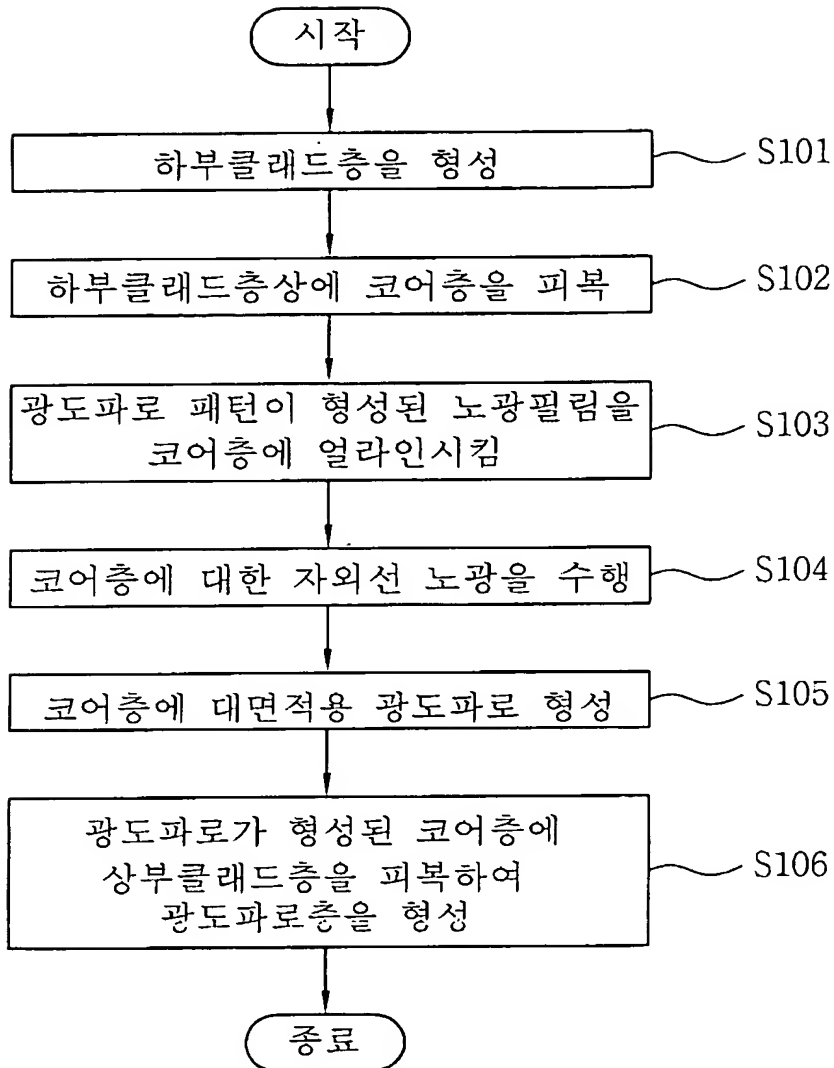 시작
하부클래드층을 형성
S101
하부클래드층상에 코어층을 피복
S102
광도파로 패턴이 형성된 노광필림을
코어층에 얼라인시킴
S103
코어층에 대한 자외선 노광을 수행
S104
코어층에 대면적용 광도파로 형성
S105
광도파로가 형성된 코어층에
상부클래드층을 피복하여
광도파로층을 형성
S106
종료